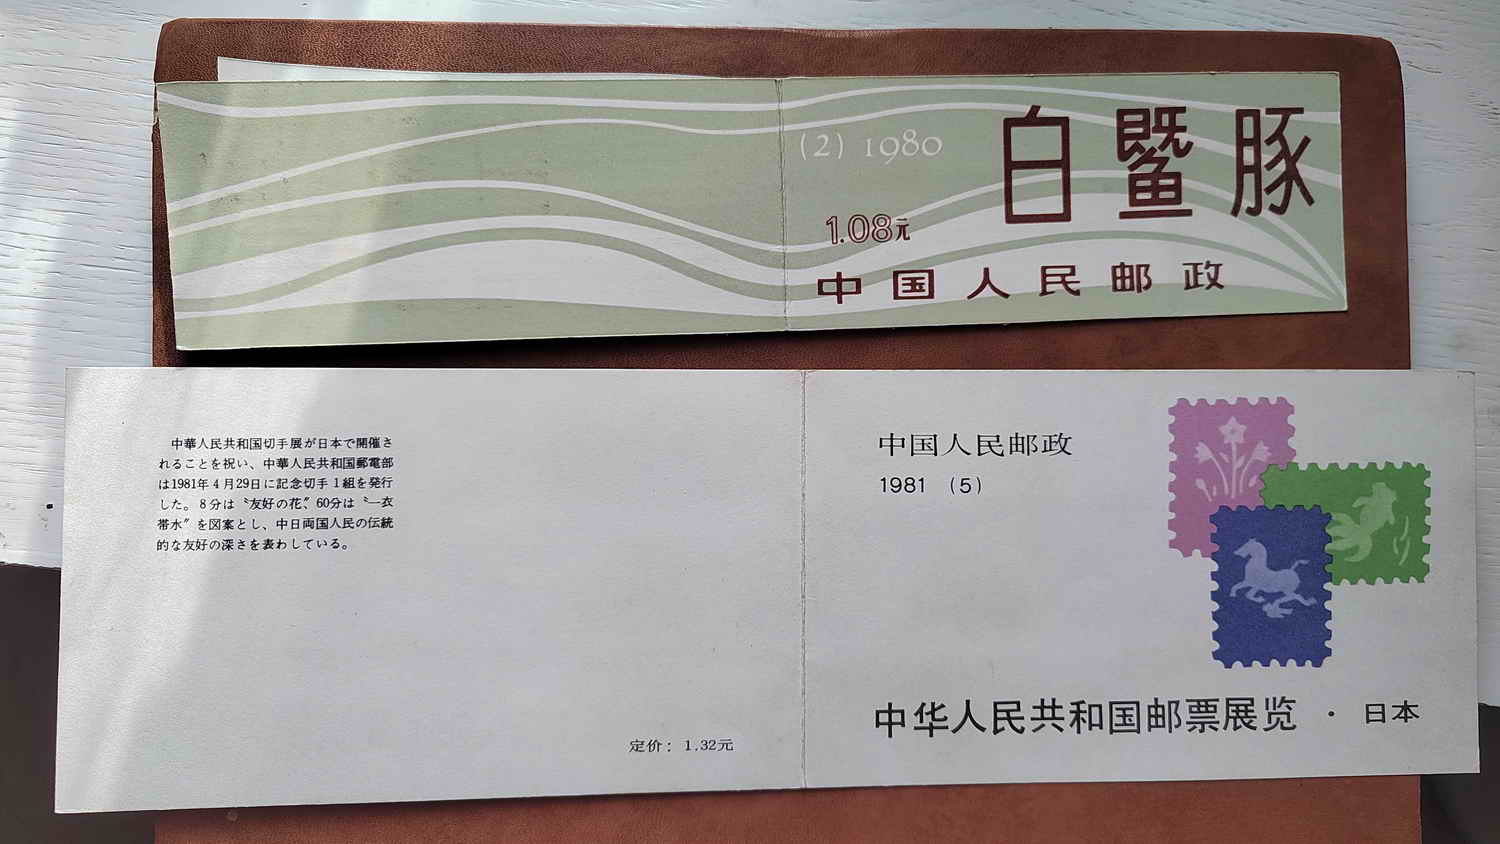 (2) 1980
白鱀豚
1.08元
中国人民邮政
中華人民共和国切手展が日本で開催さ
れることを祝い、中華人民共和国郵電部
は1981年4月29日に記念切手1組を発行
した。8分は〝友好の花〞、60分は〝一衣
帯水〞を図案とし、中日両国人民の伝統
的な友好の深さを表わしている。
定价：1.32元
中国人民邮政
1981 (5)
中华人民共和国邮票展览・日本